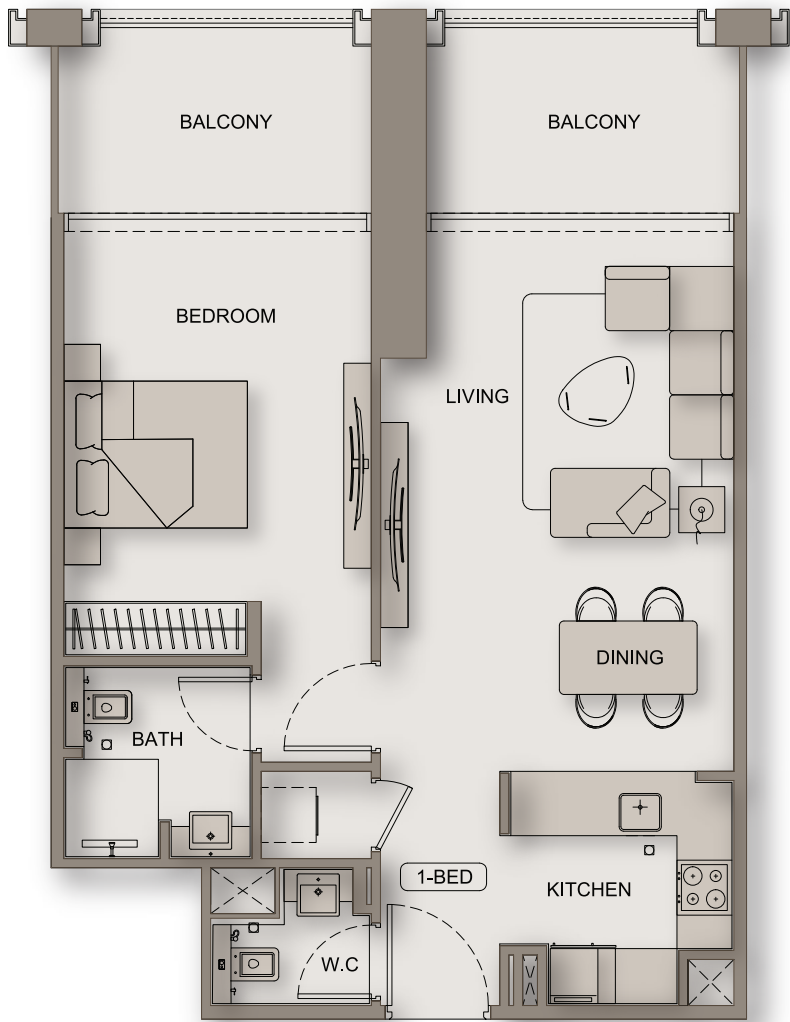 BALCONY
BALCONY
BEDROOM
LIVING
DINING
BATH
1-BED
KITCHEN
W.C